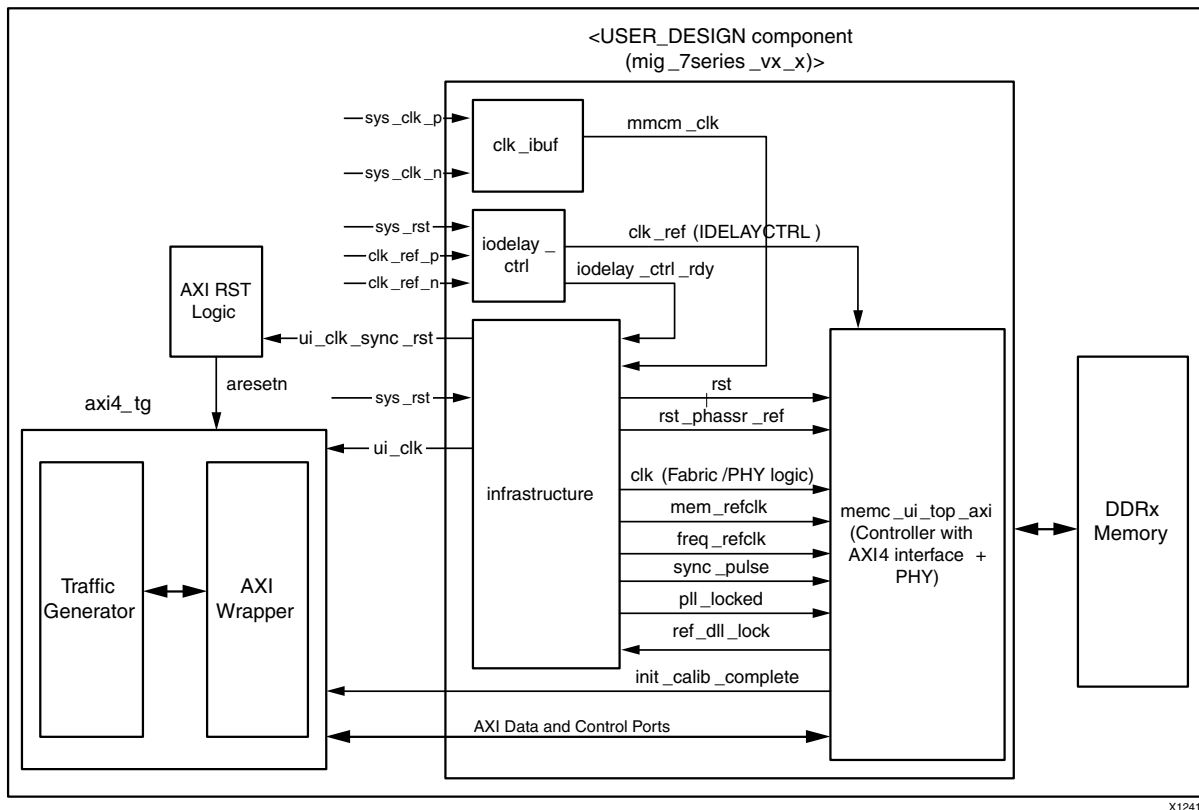 <USER_DESIGN component
(mig_7series_vx_x)>
sys_clk_p
clk_ibuf
mmcm_clk
sys_clk_n
sys_rst
clk_ref_p
clk_ref_n
iodelay_
ctrl
clk_ref (IDELAYCTRL )
iodelay_ctrl_rdy
AXI RST
Logic
ui_clk_sync_rst
aresetn
sys_rst
ui_clk
axi4_tg
Traffic
Generator
AXI
Wrapper
infrastructure
rst
rst_phassr_ref
clk (Fabric /PHY logic)
mem_refclk
freq_refclk
sync_pulse
pll_locked
ref_dll_lock
init_calib_complete
AXI Data and Control Ports
memc_ui_top_axi
(Controller with
AXI4 interface +
PHY)
DDRx
Memory